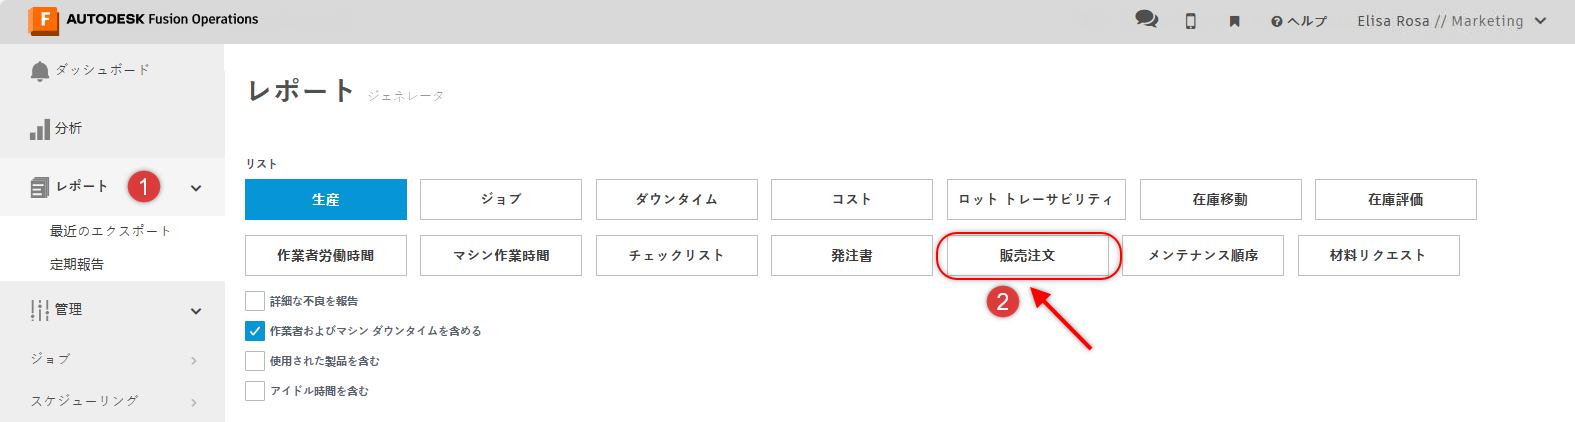 AUTODESK Fusion Operations
ヘルプ
Elisa Rosa // Marketing
ダッシュボード
分析
レポート 1
最近のエクスポート
定期報告
管理
ジョブ
スケジューリング
レポート ジェネレータ
リスト
生産 ジョブ ダウンタイム コスト ロット トレーサビリティ 在庫移動 在庫評価
作業者労働時間 マシン作業時間 チェックリスト 発注書 販売注文 メンテナンス順序 材料リクエスト
2
詳細な不良を報告
作業者およびマシン ダウンタイムを含める
使用された製品を含む
アイドル時間を含む